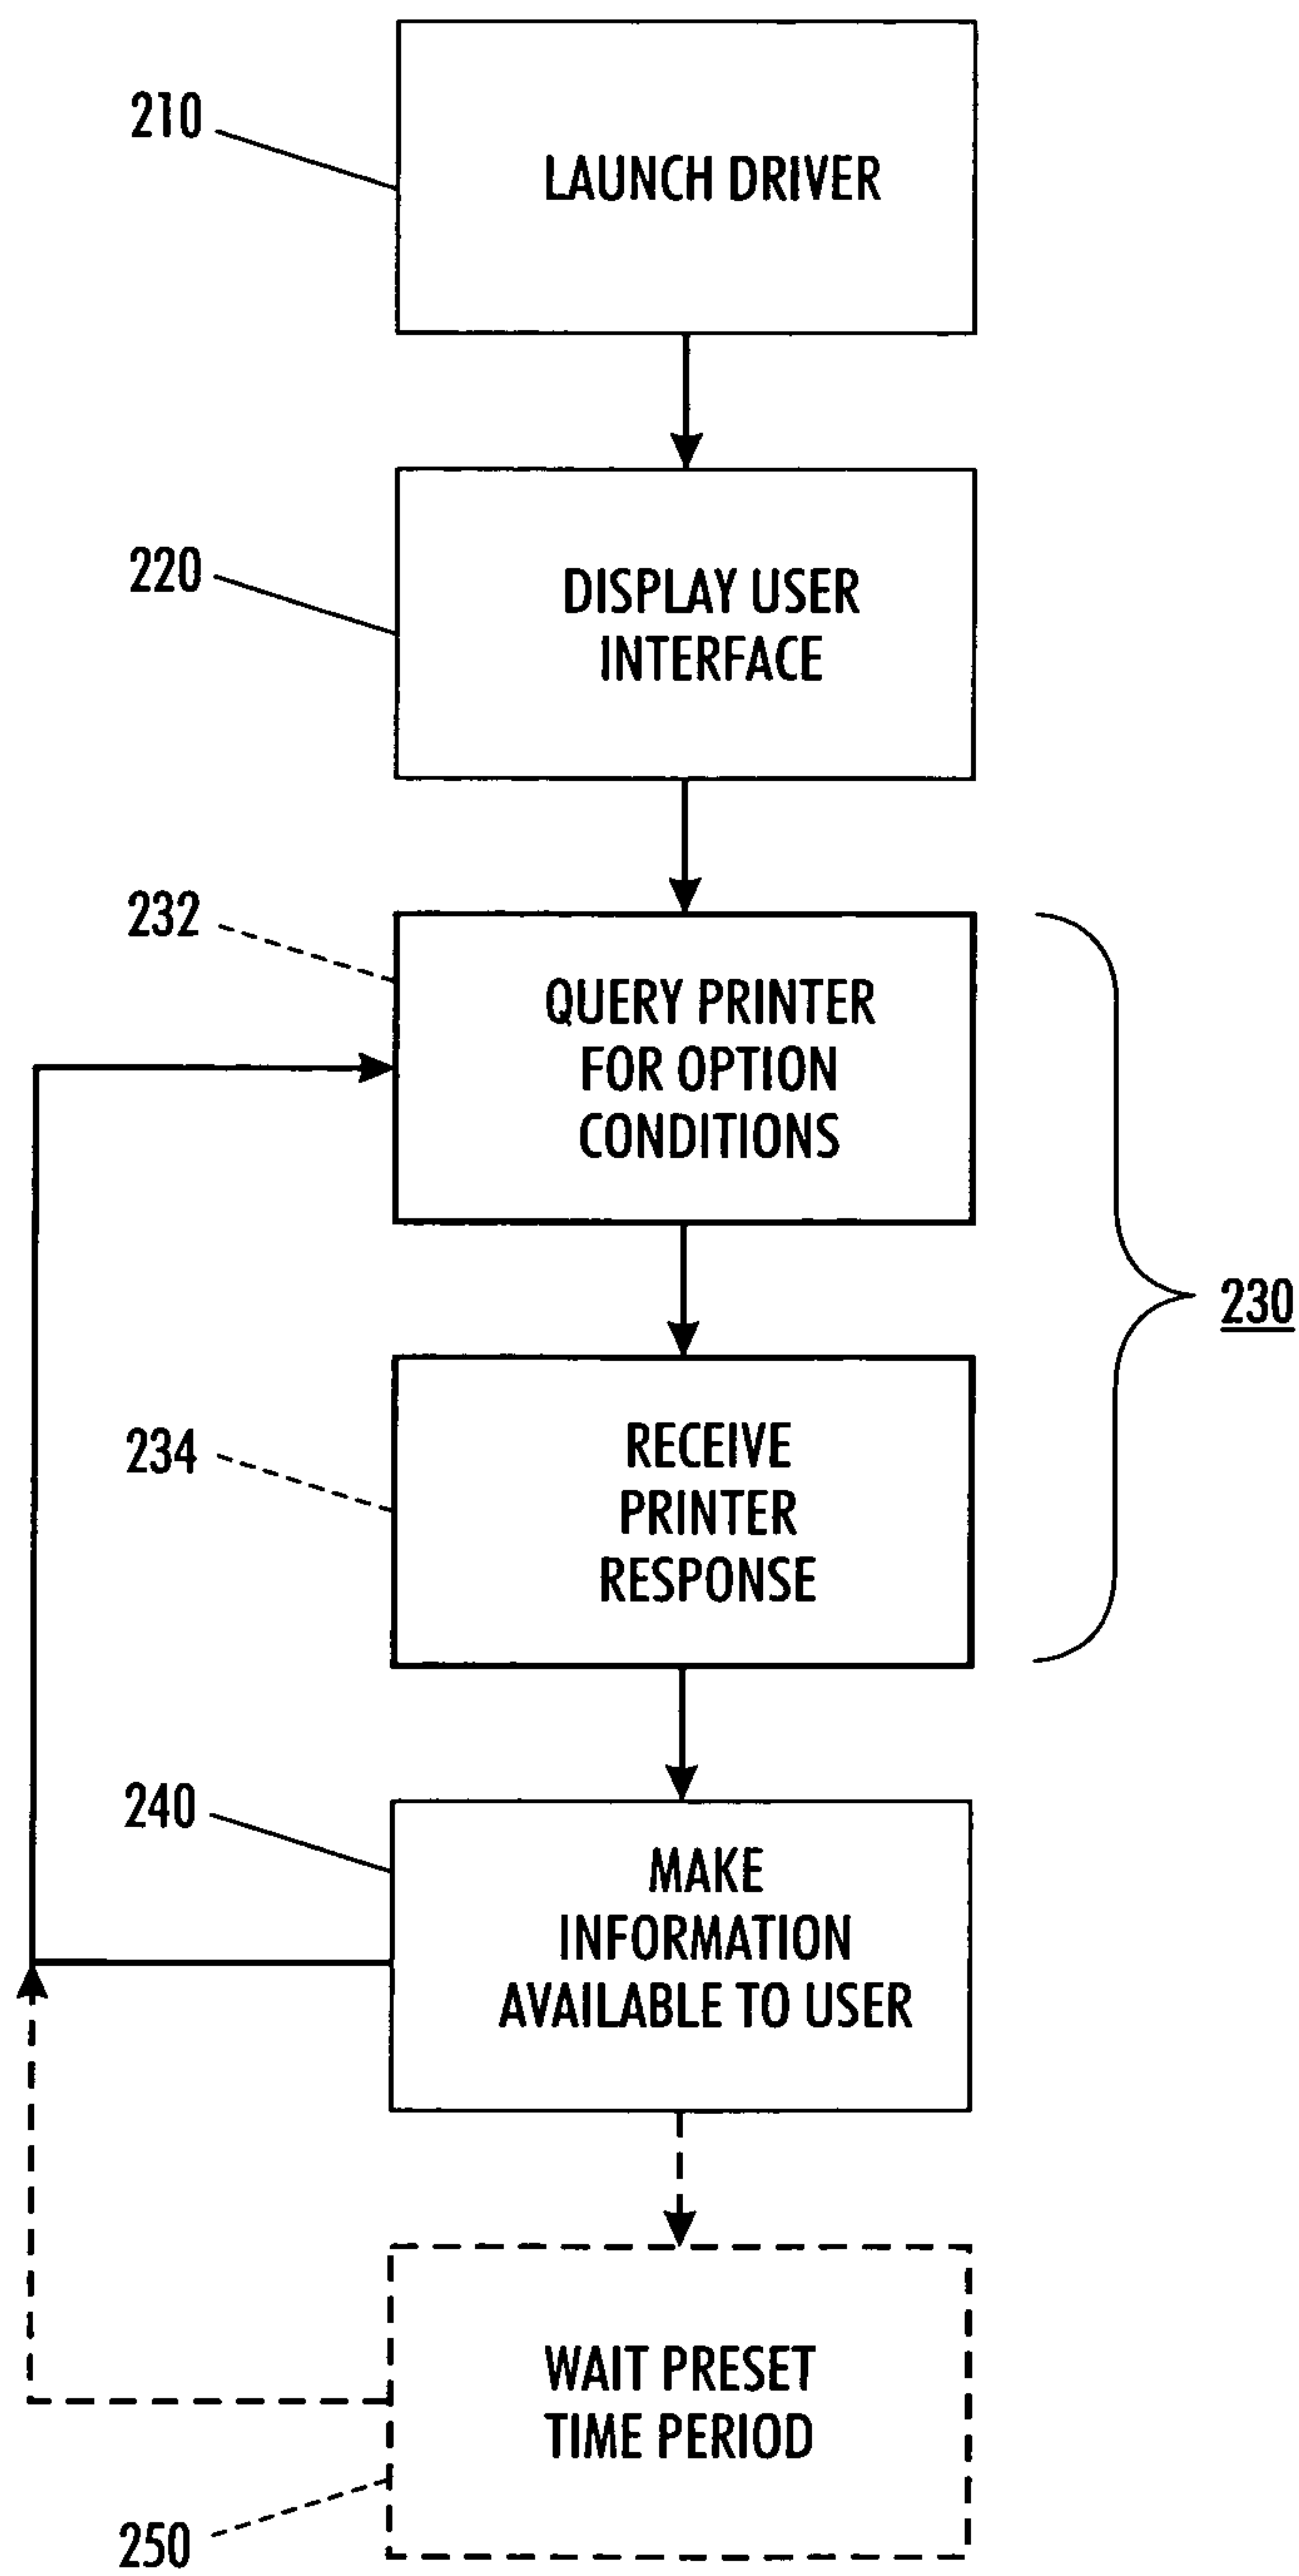 210
LAUNCH DRIVER
220
DISPLAY USER
INTERFACE
232
QUERY PRINTER
FOR OPTION
CONDITIONS
230
234
RECEIVE
PRINTER
RESPONSE
240
MAKE
INFORMATION
AVAILABLE TO USER
WAIT PRESET
TIME PERIOD
250